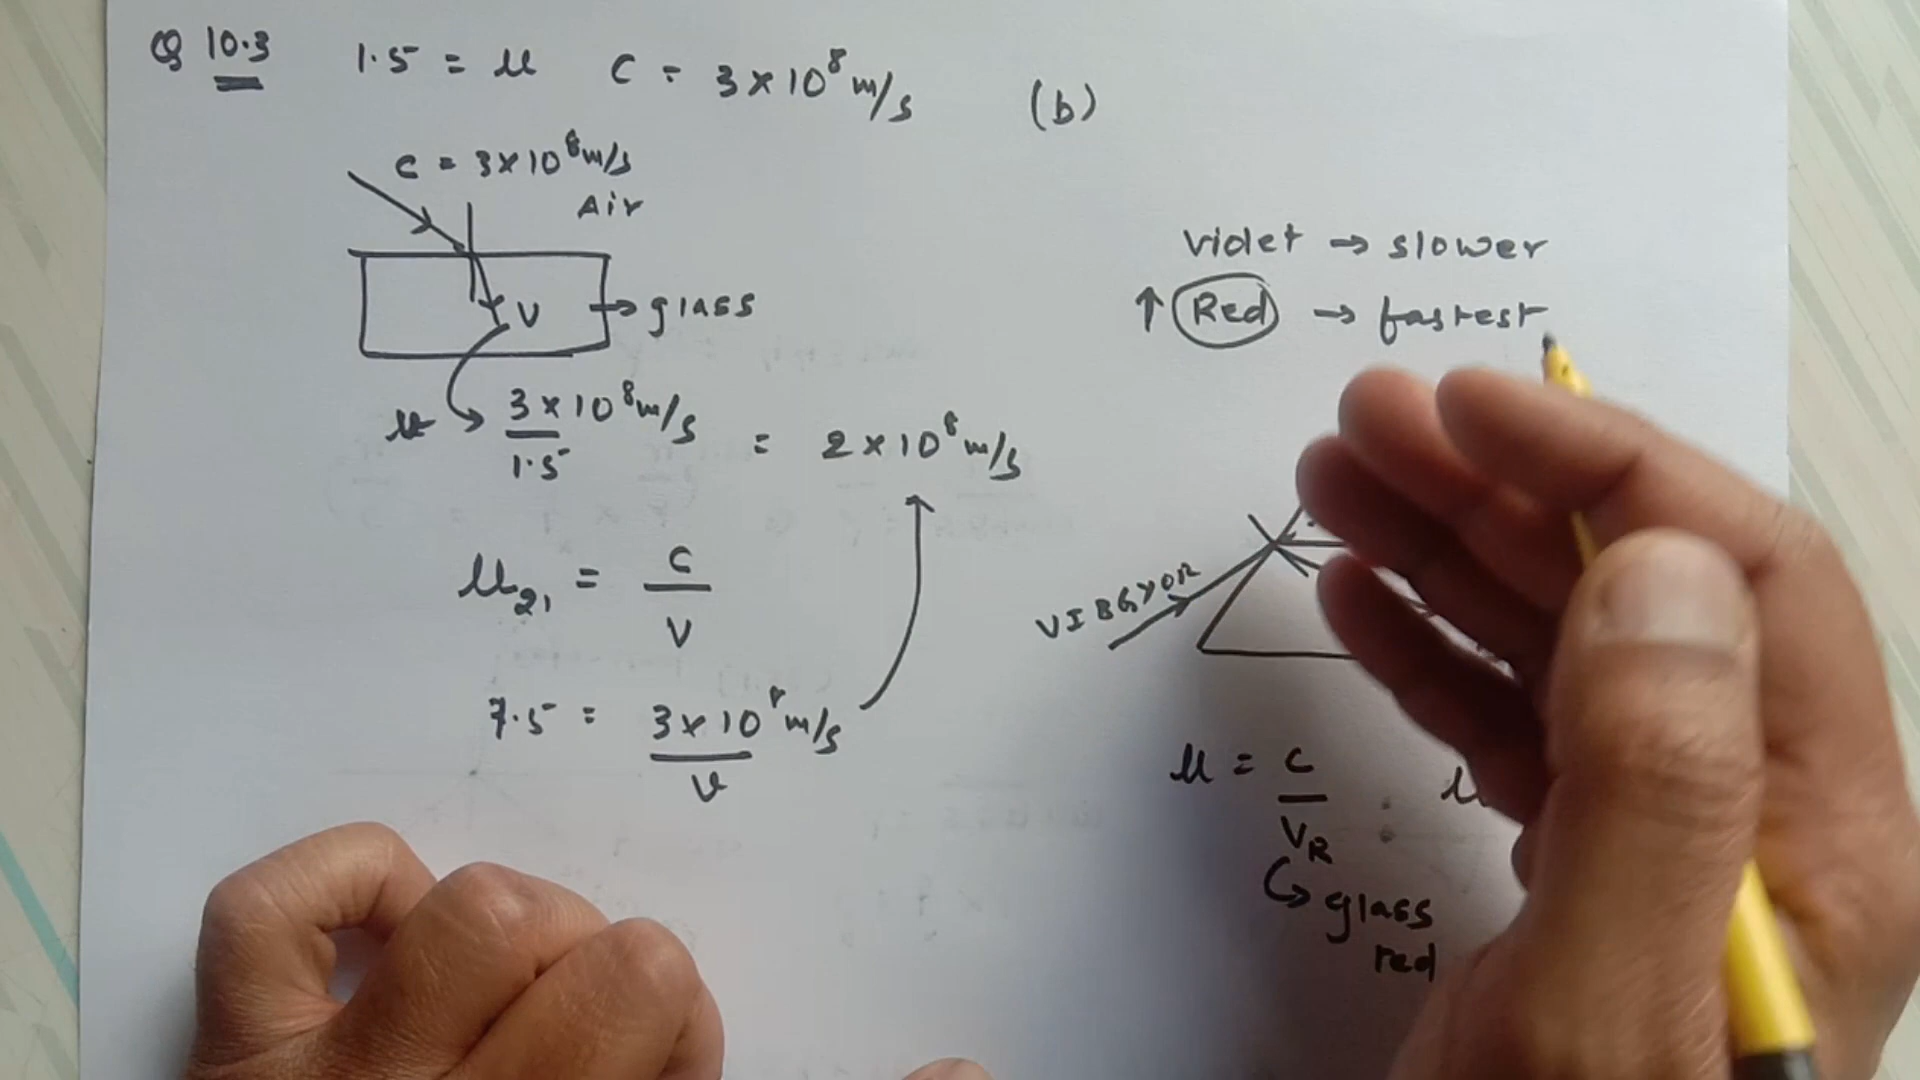 Q 10.3 1.5 = μ C = 3×10⁸ m/s
c = 3×10⁸ m/s
Air
V
glass
3×10⁸ m/s = 2×10⁸ m/s
1.5
μ₂₁ = c
V
7.5 = 3×10⁸ m/s
v
(b)
Violet → slower
↑ Red → fastest
VIBGYOR
μ = c
V_R
glass
red
μ